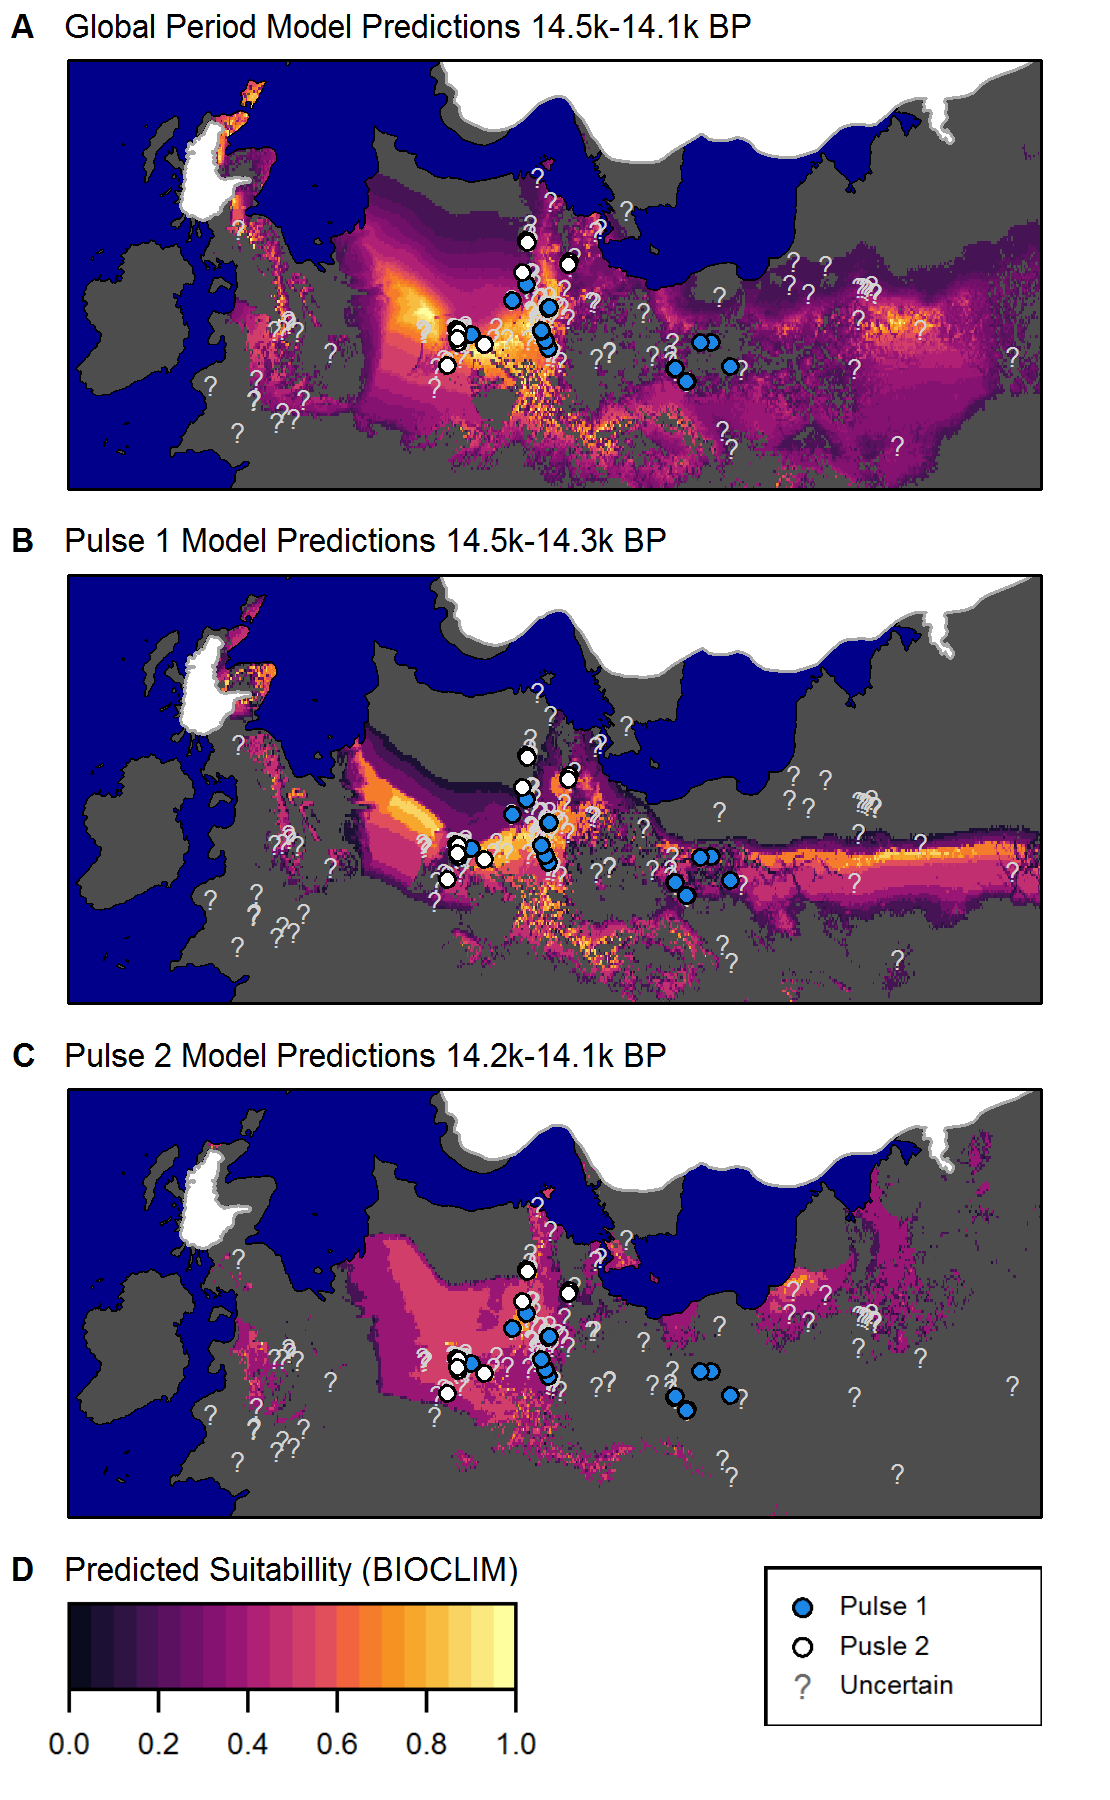 A Global Period Model Predictions 14.5k-14.1k BP
B Pulse 1 Model Predictions 14.5k-14.3k BP
C Pulse 2 Model Predictions 14.2k-14.1k BP
D Predicted Suitabillity (BIOCLIM)
0.0 0.2 0.4 0.6 0.8 1.0
Pulse 1
Pusle 2
? Uncertain